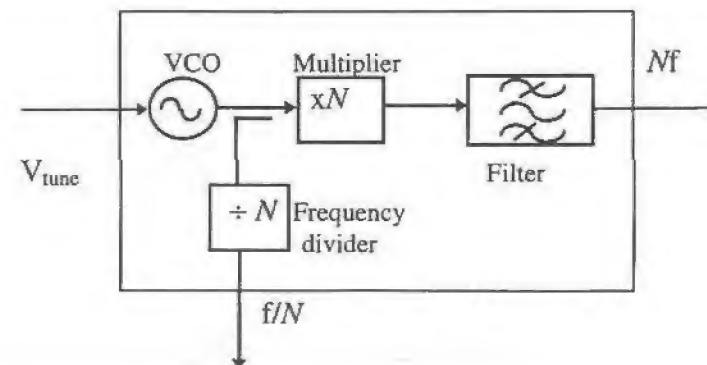 VCO
Multiplier
Nf
xN
V_tune
Filter
÷ N
Frequency
divider
f/N